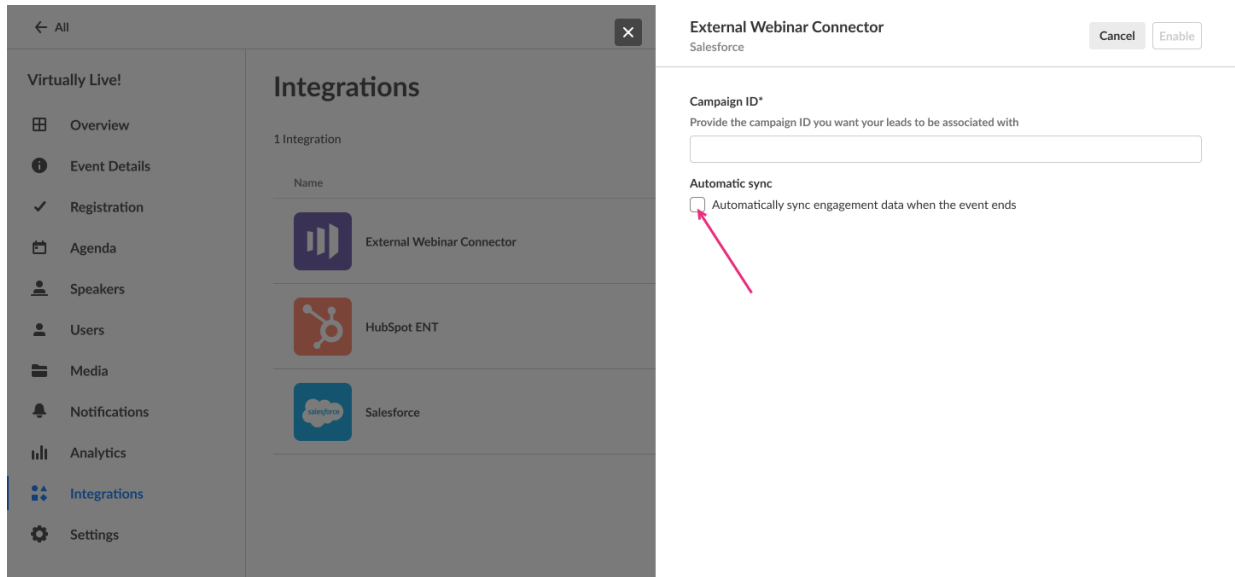 ← All
Virtually Live!
Overview
Event Details
Registration
Agenda
Speakers
Users
Media
Notifications
Analytics
Integrations
Settings
Integrations
1 Integration
Name
External Webinar Connector
HubSpot ENT
salesforce
Salesforce
External Webinar Connector
Salesforce
Cancel
Enable
Campaign ID*
Provide the campaign ID you want your leads to be associated with
Automatic sync
Automatically sync engagement data when the event ends